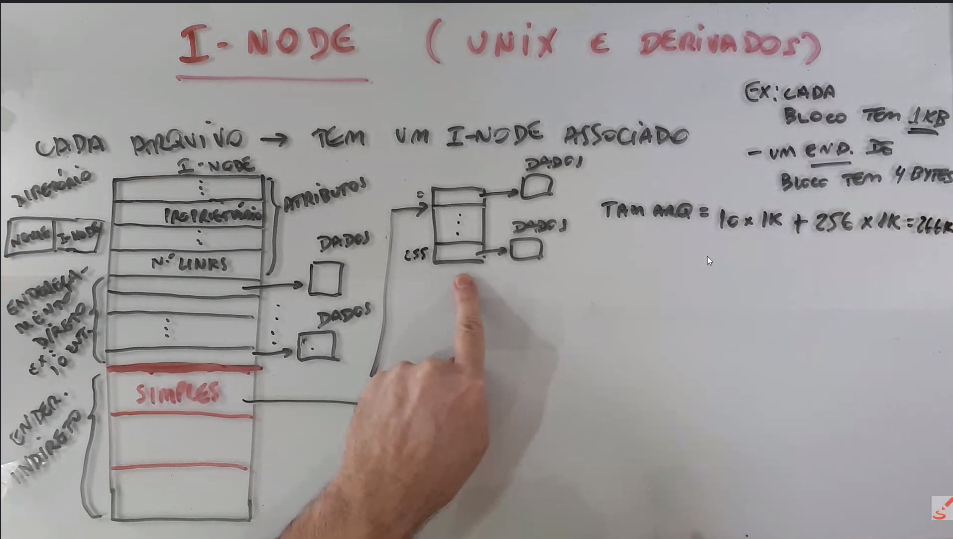 I-NODE (UNIX E DERIVADOS)
EX: CADA
BLOCO TEM 1KB
- UM END. DE
BLOCO TEM 4 BYTES
CADA ARQUIVO → TEM UM I-NODE ASSOCIADO
TAM ARQ = 10 x 1K + 256 x 1K = 266K
DIRETÓRIO
NOME I-NODE
I-NODE
PROPRIETÁRIO
Nº LINKS
ATRIBUTOS
DADOS
DADOS
ENDEREÇA-
MENTO
DIRETO
EX: 10 ENT.
ENDER.
INDIRETO
SIMPLES
0
255
DADOS
DADOS
S